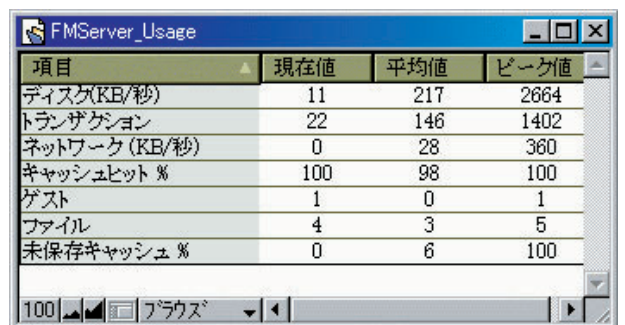 FMServer_Usage
項目 現在値 平均値 ピーク値
ディスク(KB/秒) 11 217 2664
トランザクション 22 146 1402
ネットワーク(KB/秒) 0 28 360
キャッシュヒット % 100 98 100
ゲスト 1 0 1
ファイル 4 3 5
未保存キャッシュ % 0 6 100
100 ブラウズ